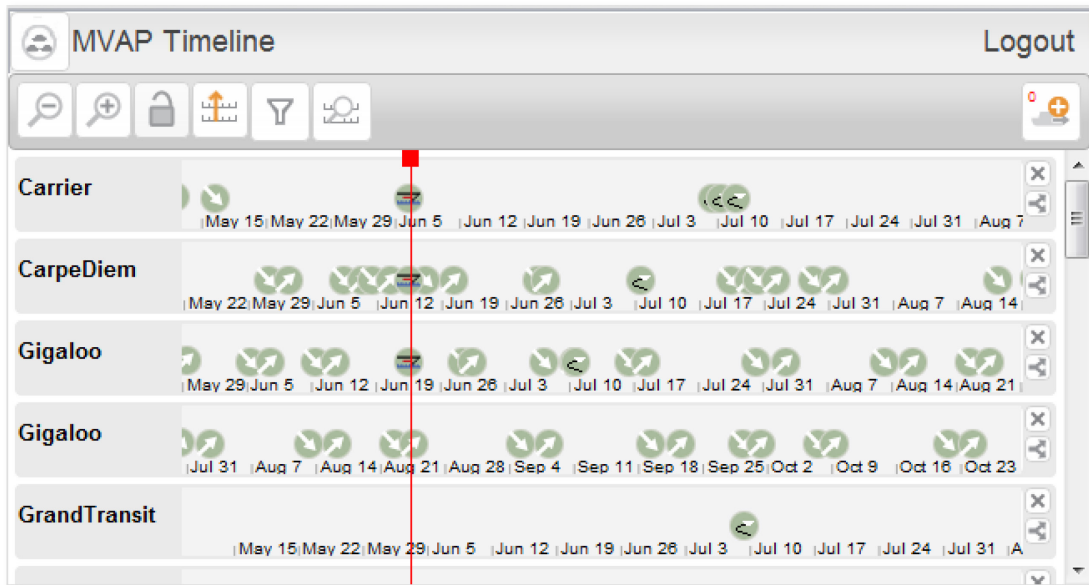 MVAP Timeline Logout
0
Carrier
May 15 May 22 May 29 Jun 5 Jun 12 Jun 19 Jun 26 Jul 3 Jul 10 Jul 17 Jul 24 Jul 31 Aug 7
CarpeDiem
May 22 May 29 Jun 5 Jun 12 Jun 19 Jun 26 Jul 3 Jul 10 Jul 17 Jul 24 Jul 31 Aug 7 Aug 14
Gigaloo
May 29 Jun 5 Jun 12 Jun 19 Jun 26 Jul 3 Jul 10 Jul 17 Jul 24 Jul 31 Aug 7 Aug 14 Aug 21
Gigaloo
Jul 31 Aug 7 Aug 14 Aug 21 Aug 28 Sep 4 Sep 11 Sep 18 Sep 25 Oct 2 Oct 9 Oct 16 Oct 23
GrandTransit
May 15 May 22 May 29 Jun 5 Jun 12 Jun 19 Jun 26 Jul 3 Jul 10 Jul 17 Jul 24 Jul 31 A